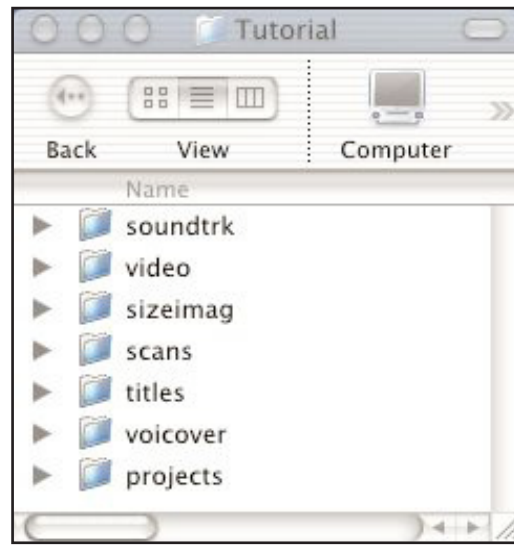 Tutorial
Back View Computer
Name
soundtrk
video
sizeimag
scans
titles
voicover
projects